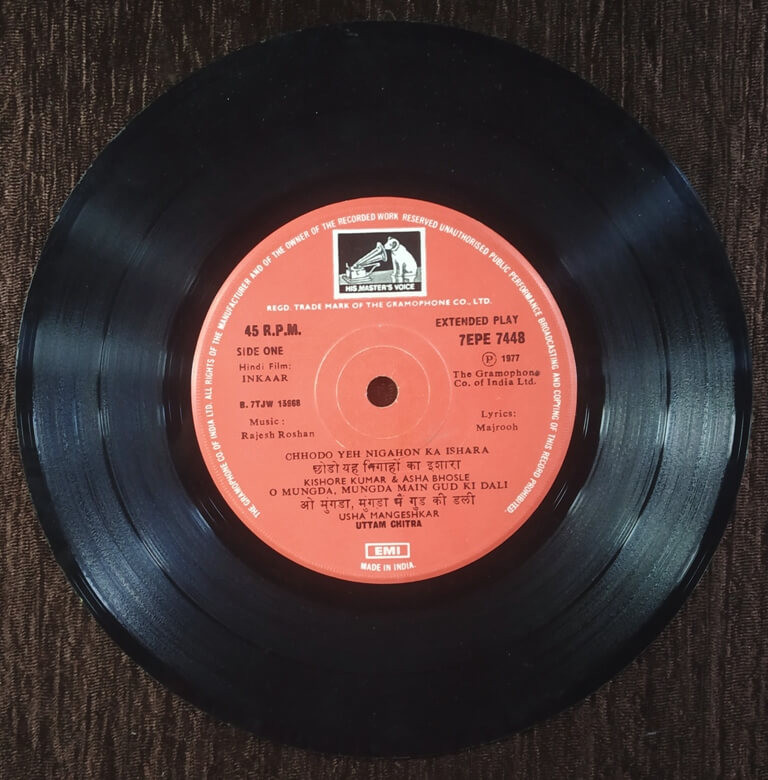 THE GRAMOPHONE CO. OF INDIA LTD. ALL RIGHTS OF THE MANUFACTURER AND OF THE OWNER OF THE RECORDED WORK RESERVED UNAUTHORISED PUBLIC PERFORMANCE BROADCASTING AND COPYING OF THIS RECORD PROHIBITED.
HIS MASTER'S VOICE
REGD. TRADE MARK OF THE GRAMOPHONE CO., LTD.
45 R.P.M.
SIDE ONE
Hindi Film:
INKAAR
B. 7TJW 15968
Music :
Rajesh Roshan
EXTENDED PLAY
7EPE 7448
℗ 1977
The Gramophone
Co. of India Ltd.
Lyrics:
Majrooh
CHHODO YEH NIGAHON KA ISHARA
छोडो यह निगाहों का इशारा
KISHORE KUMAR & ASHA BHOSLE
O MUNGDA, MUNGDA MAIN GUD KI DALI
ओ मुगडा, मुगडा मैं गुड की डली
USHA MANGESHKAR
UTTAM CHITRA
EMI
MADE IN INDIA.